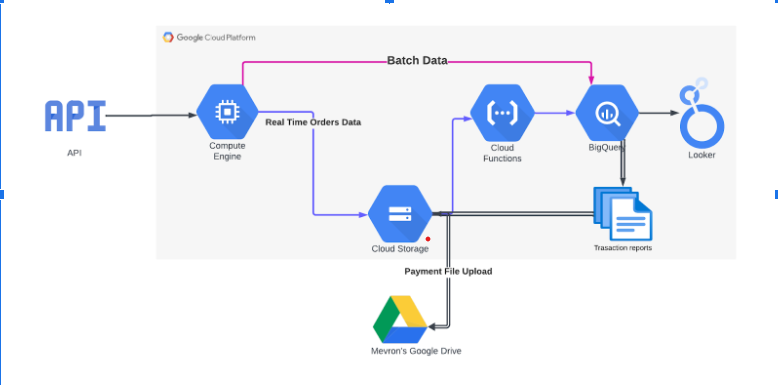 Google Cloud Platform
Batch Data
API
API
Real Time Orders Data
Compute
Engine
Cloud
Functions
BigQuery
Looker
Cloud Storage
Trasaction reports
Payment File Upload
Mevron's Google Drive